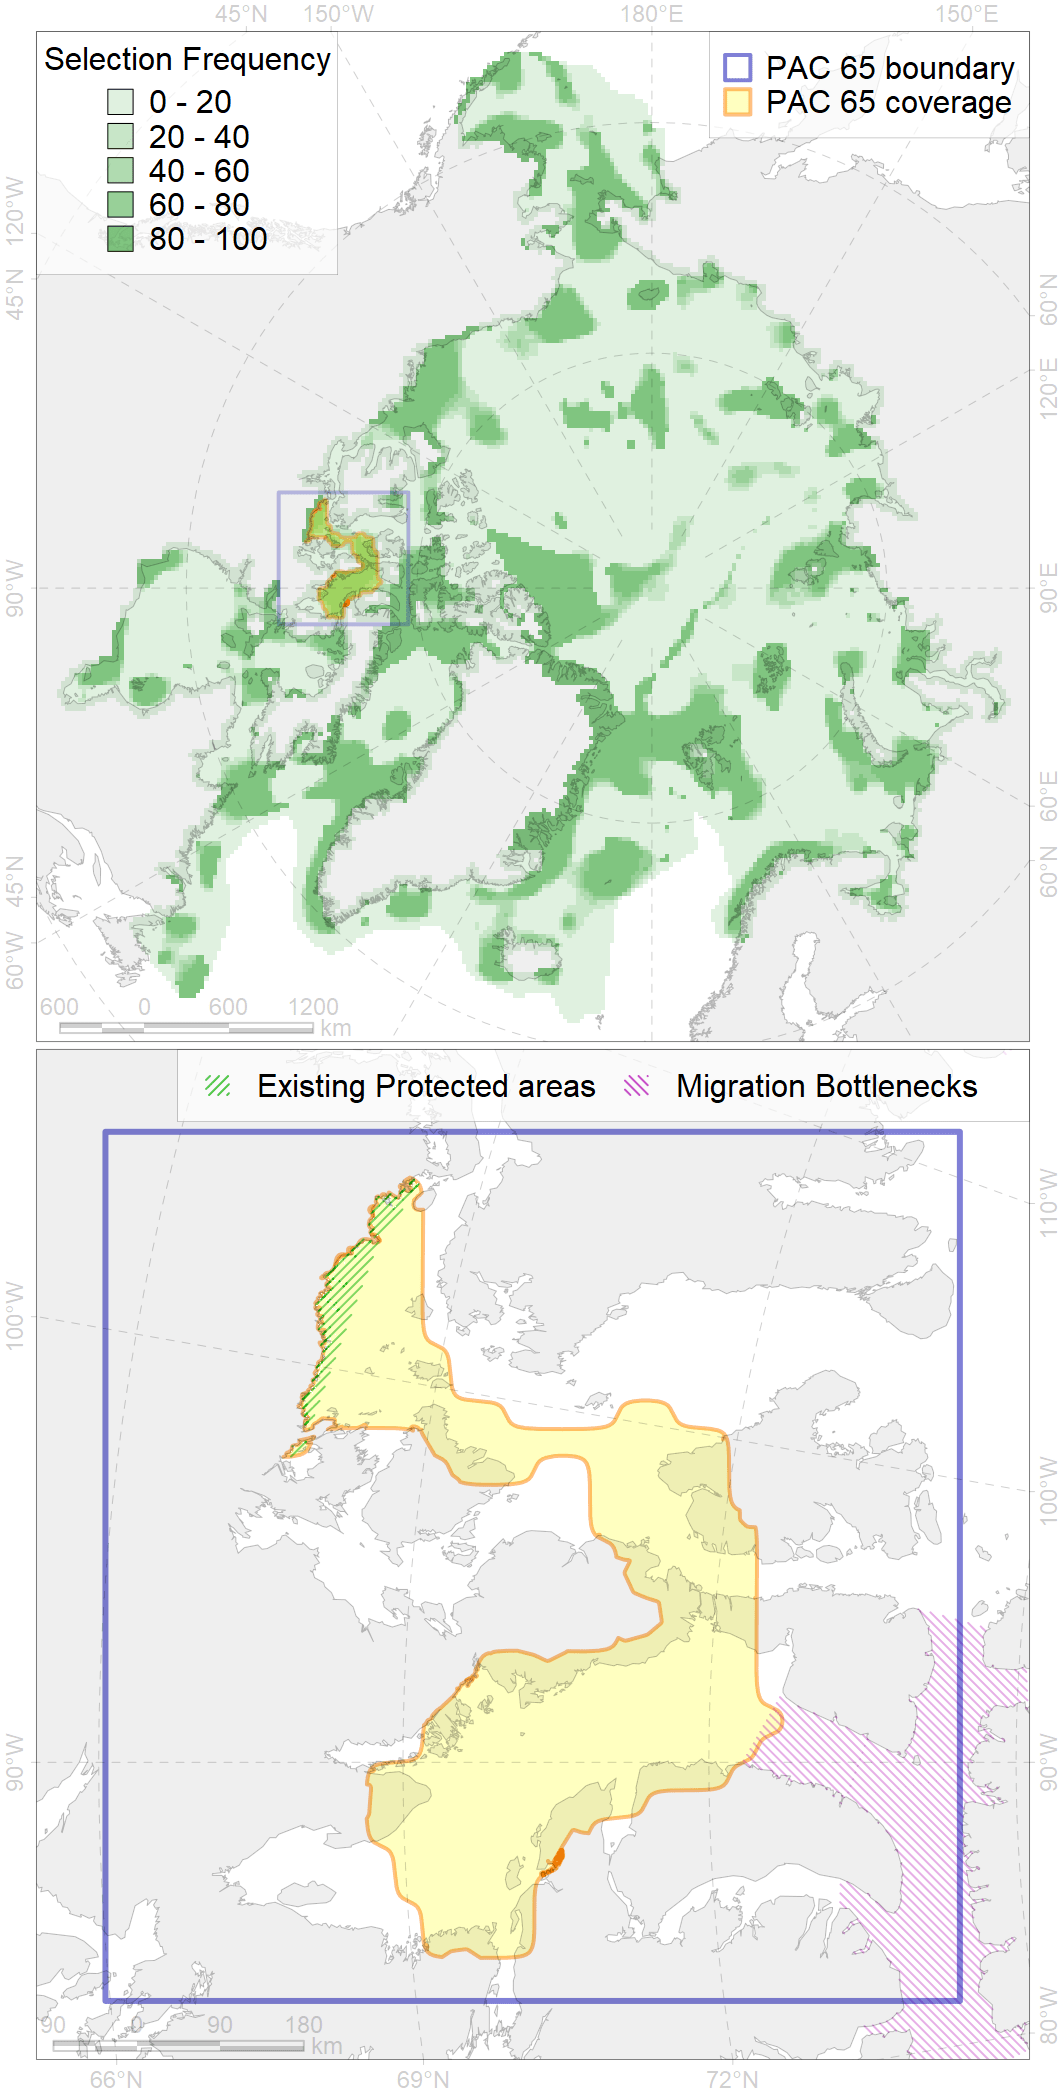 45°N 150°W 180°E 150°E
Selection Frequency
0 - 20
20 - 40
40 - 60
60 - 80
80 - 100
PAC 65 boundary
PAC 65 coverage
120°W
45°N
90°W
45°N
60°W
60°N
120°E
90°E
60°E
60°N
600 0 600 1200 km
Existing Protected areas Migration Bottlenecks
100°W
90°W
110°W
100°W
90°W
80°W
90 0 90 180 km
66°N 69°N 72°N